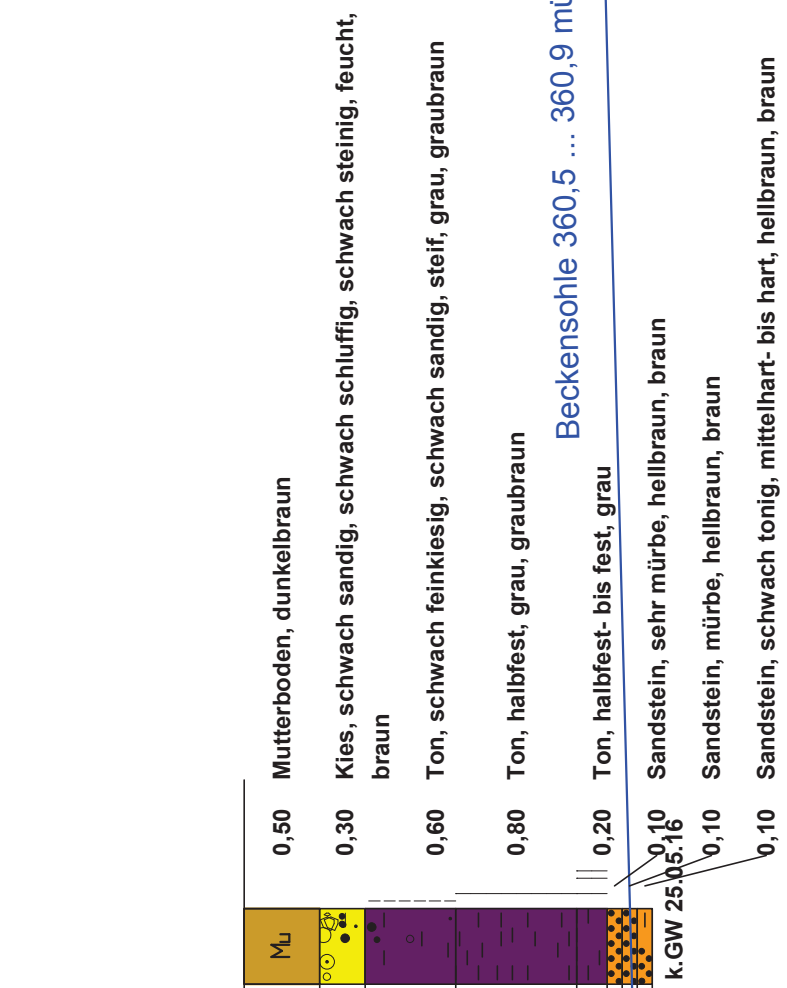 Mu
0,50 Mutterboden, dunkelbraun
0,30 Kies, schwach sandig, schwach schluffig, schwach steinig, feucht,
braun
0,60 Ton, schwach feinkiesig, schwach sandig, steif, grau, graubraun
0,80 Ton, halbfest, grau, graubraun
Beckensohle 360,5 ... 360,9 mü
0,20 Ton, halbfest- bis fest, grau
0,10 Sandstein, sehr mürbe, hellbraun, braun
k.GW 25.05.16
0,10 Sandstein, mürbe, hellbraun, braun
0,10 Sandstein, schwach tonig, mittelhart- bis hart, hellbraun, braun